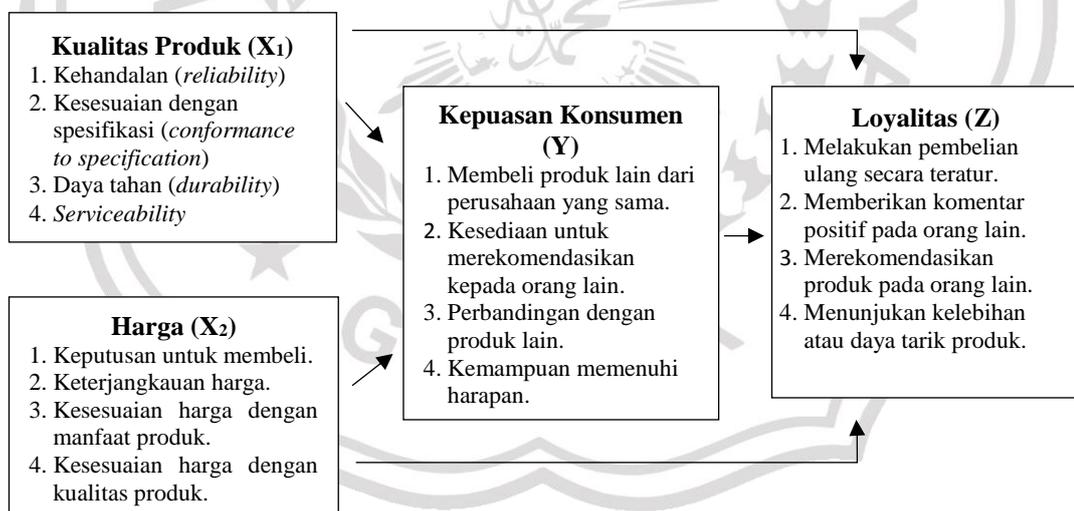 Kualitas Produk (X₁)
1. Kehandalan (reliability)
2. Kesesuaian dengan
spesifikasi (conformance
to specification)
3. Daya tahan (durability)
4. Serviceability
Harga (X₂)
1. Keputusan untuk membeli.
2. Keterjangkauan harga.
3. Kesesuaian harga dengan
manfaat produk.
4. Kesesuaian harga dengan
kualitas produk.
Kepuasan Konsumen
(Y)
1. Membeli produk lain dari
perusahaan yang sama.
2. Kesediaan untuk
merekomendasikan
kepada orang lain.
3. Perbandingan dengan
produk lain.
4. Kemampuan memenuhi
harapan.
Loyalitas (Z)
1. Melakukan pembelian
ulang secara teratur.
2. Memberikan komentar
positif pada orang lain.
3. Merekomendasikan
produk pada orang lain.
4. Menunjukan kelebihan
atau daya tarik produk.